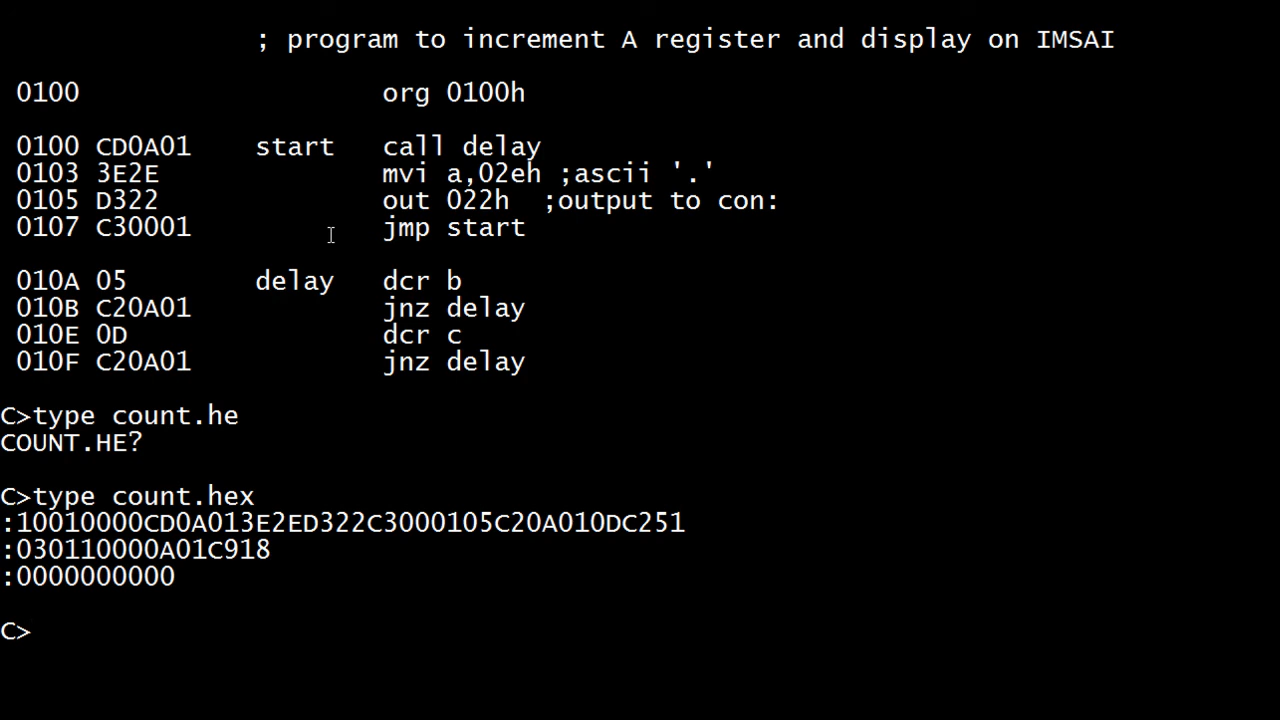 ; program to increment A register and display on IMSAI
0100 org 0100h
0100 CD0A01 start call delay
0103 3E2E mvi a,02eh ;ascii '.'
0105 D322 out 022h ;output to con:
0107 C30001 jmp start
010A 05 delay dcr b
010B C20A01 jnz delay
010E 0D dcr c
010F C20A01 jnz delay
C>type count.he
COUNT.HE?
C>type count.hex
:10010000CD0A013E2ED322C3000105C20A010DC251
:030110000A01C918
:0000000000
C>